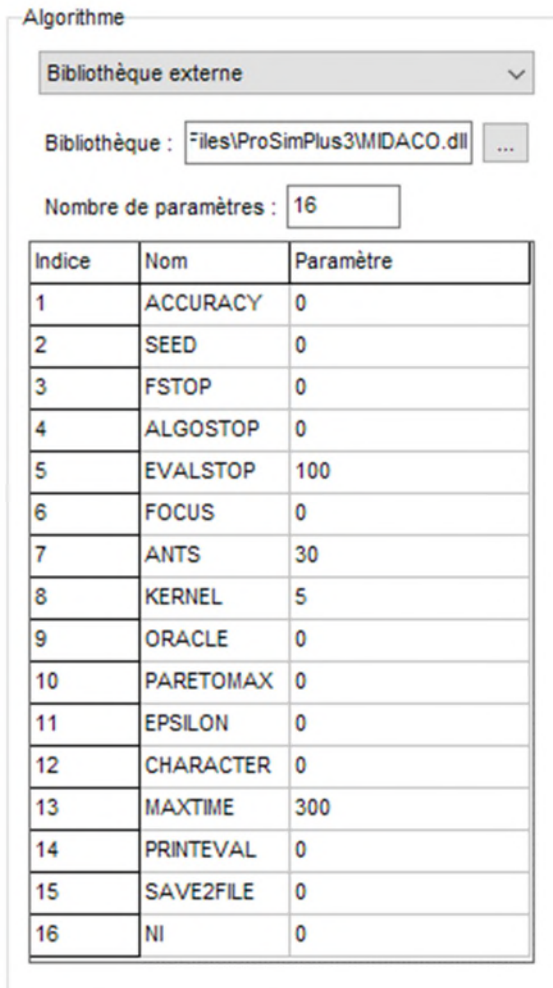 Algorithme
Bibliothèque externe
Bibliothèque : Files\ProSimPlus3\MIDACO.dll ...
Nombre de paramètres : 16
Indice Nom Paramètre
1 ACCURACY 0
2 SEED 0
3 FSTOP 0
4 ALGOSTOP 0
5 EVALSTOP 100
6 FOCUS 0
7 ANTS 30
8 KERNEL 5
9 ORACLE 0
10 PARETOMAX 0
11 EPSILON 0
12 CHARACTER 0
13 MAXTIME 300
14 PRINTEVAL 0
15 SAVE2FILE 0
16 NI 0